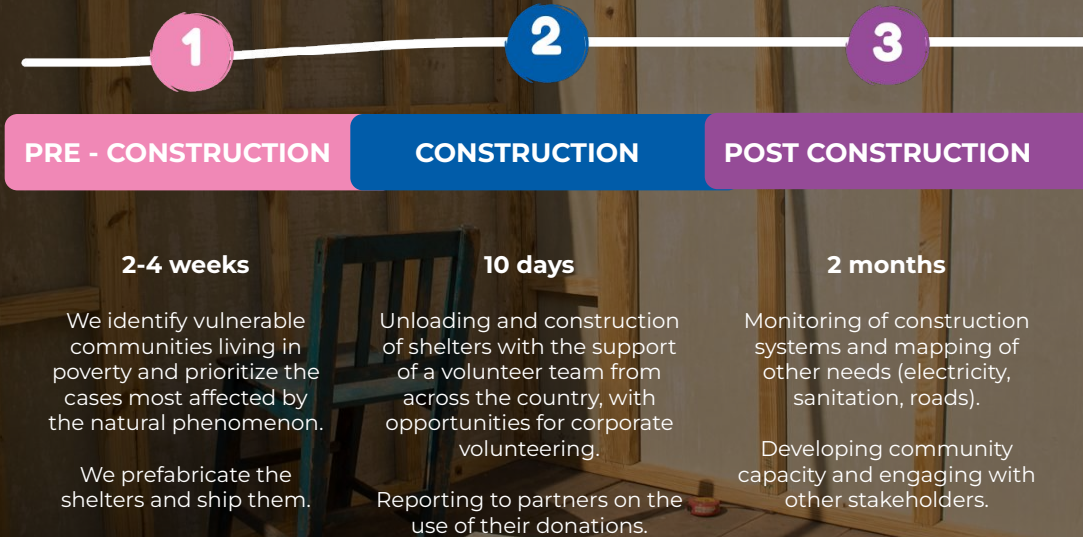 1
2
3
PRE - CONSTRUCTION
CONSTRUCTION
POST CONSTRUCTION
2-4 weeks
We identify vulnerable
communities living in
poverty and prioritize the
cases most affected by
the natural phenomenon.
We prefabricate the
shelters and ship them.
10 days
Unloading and construction
of shelters with the support
of a volunteer team from
across the country, with
opportunities for corporate
volunteering.
Reporting to partners on the
use of their donations.
2 months
Monitoring of construction
systems and mapping of
other needs (electricity,
sanitation, roads).
Developing community
capacity and engaging with
other stakeholders.